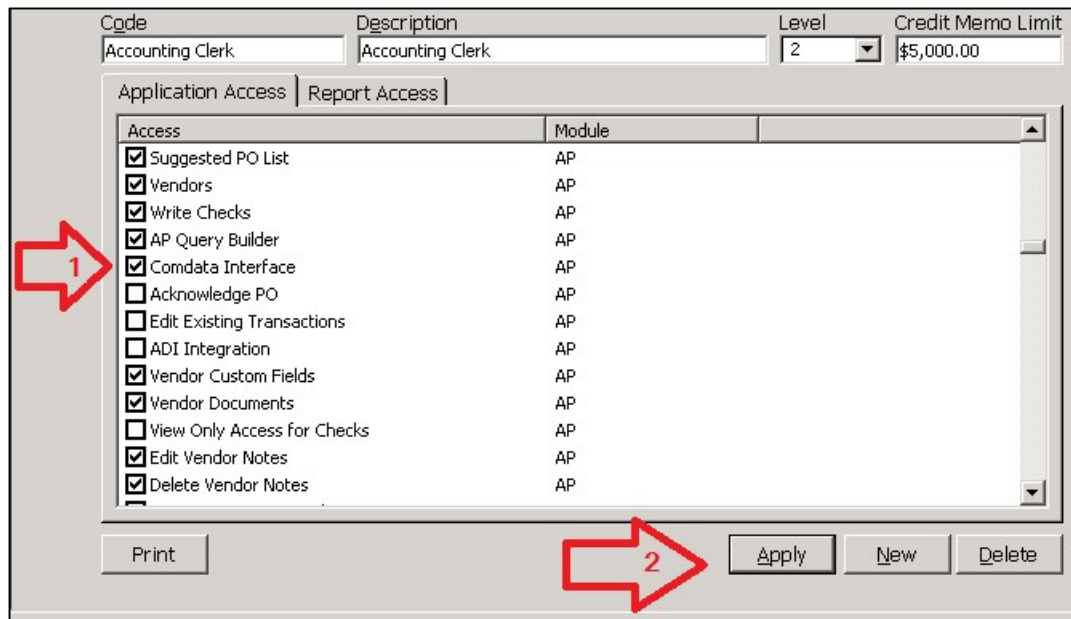 Code Description Level Credit Memo Limit
Accounting Clerk Accounting Clerk 2 $5,000.00
Application Access Report Access
Access Module
Suggested PO List AP
Vendors AP
Write Checks AP
AP Query Builder AP
1 Comdata Interface AP
Acknowledge PO AP
Edit Existing Transactions AP
ADI Integration AP
Vendor Custom Fields AP
Vendor Documents AP
View Only Access for Checks AP
Edit Vendor Notes AP
Delete Vendor Notes AP
Print 2 Apply New Delete